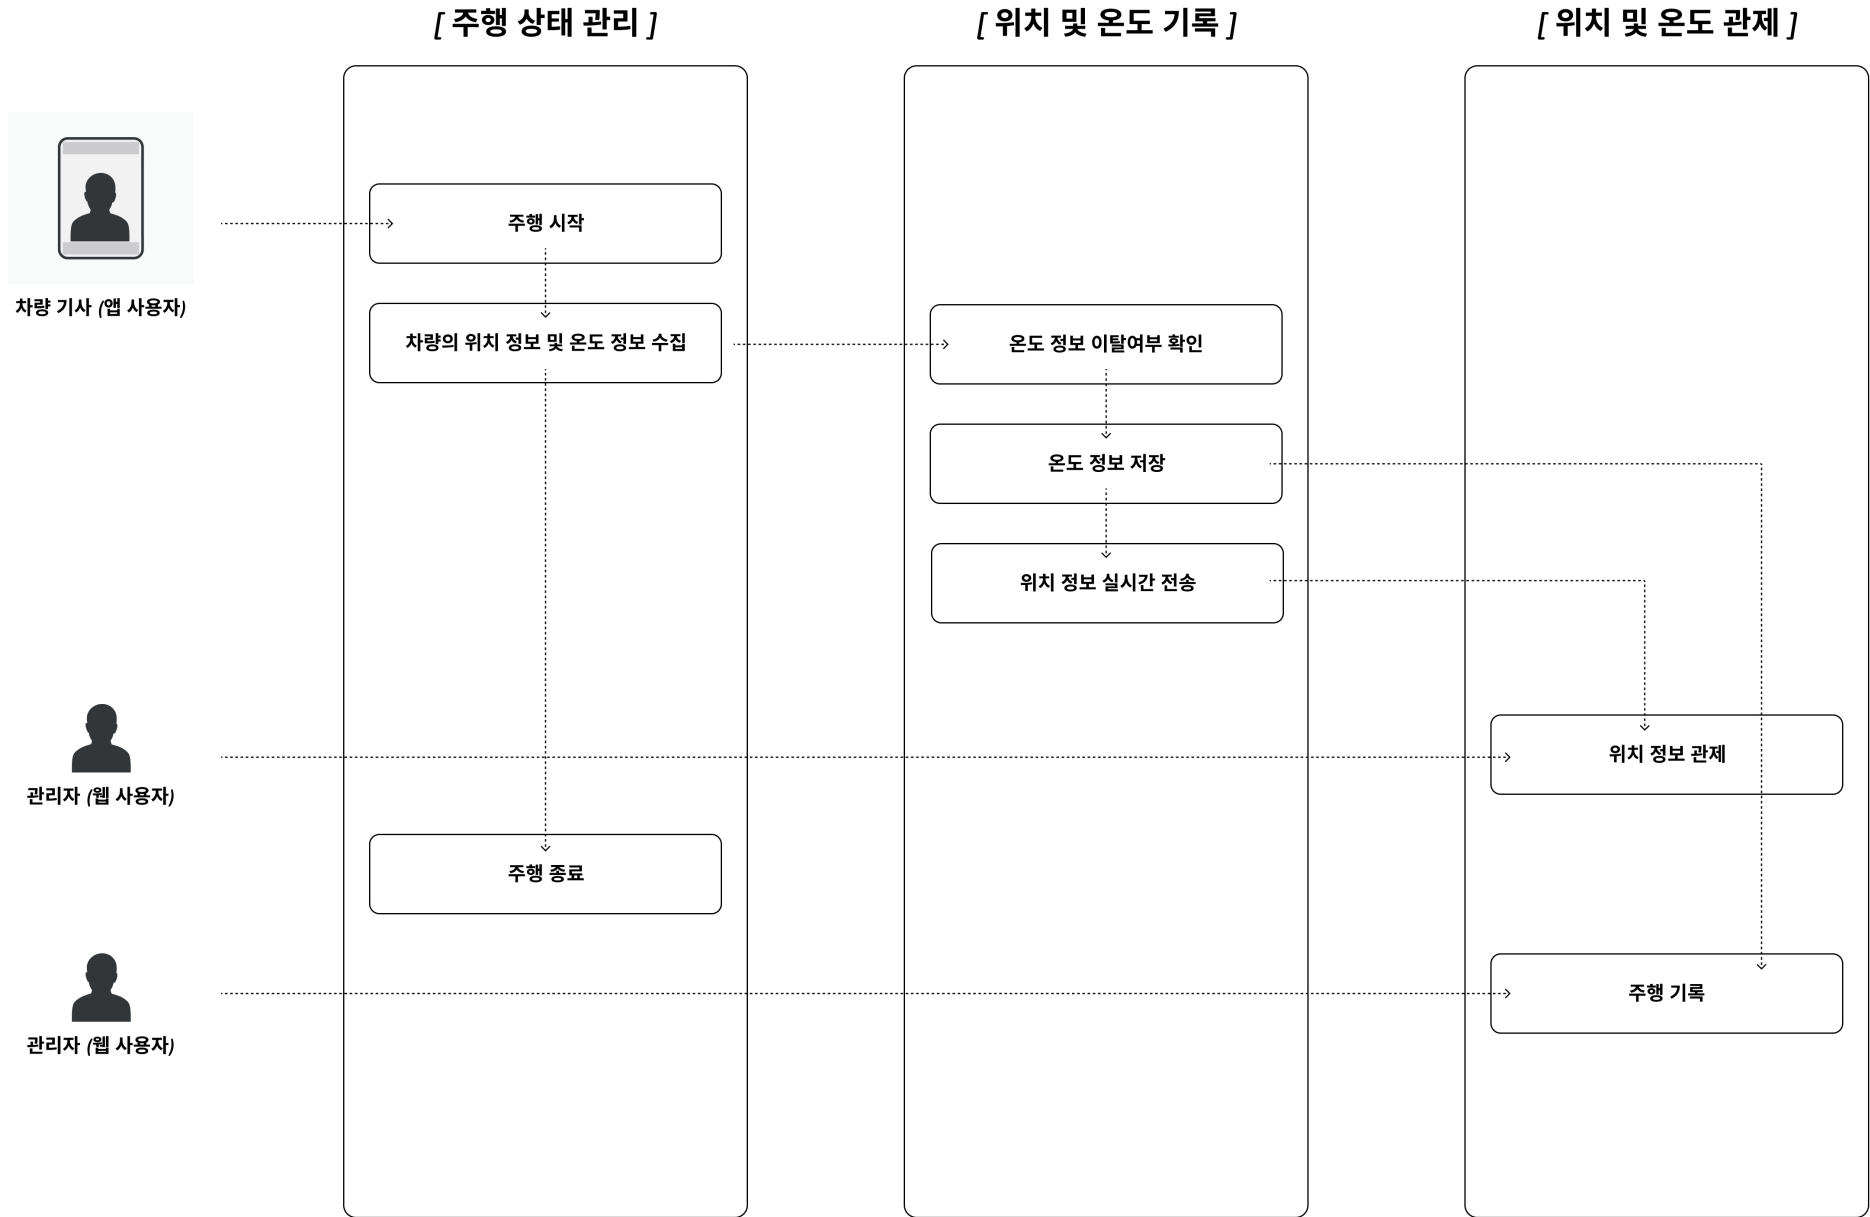 [ 주행 상태 관리 ]
[ 위치 및 온도 기록 ]
[ 위치 및 온도 관제 ]
주행 시작
차량 기사 (앱 사용자)
차량의 위치 정보 및 온도 정보 수집
온도 정보 이탈여부 확인
온도 정보 저장
위치 정보 실시간 전송
위치 정보 관제
관리자 (웹 사용자)
주행 종료
주행 기록
관리자 (웹 사용자)